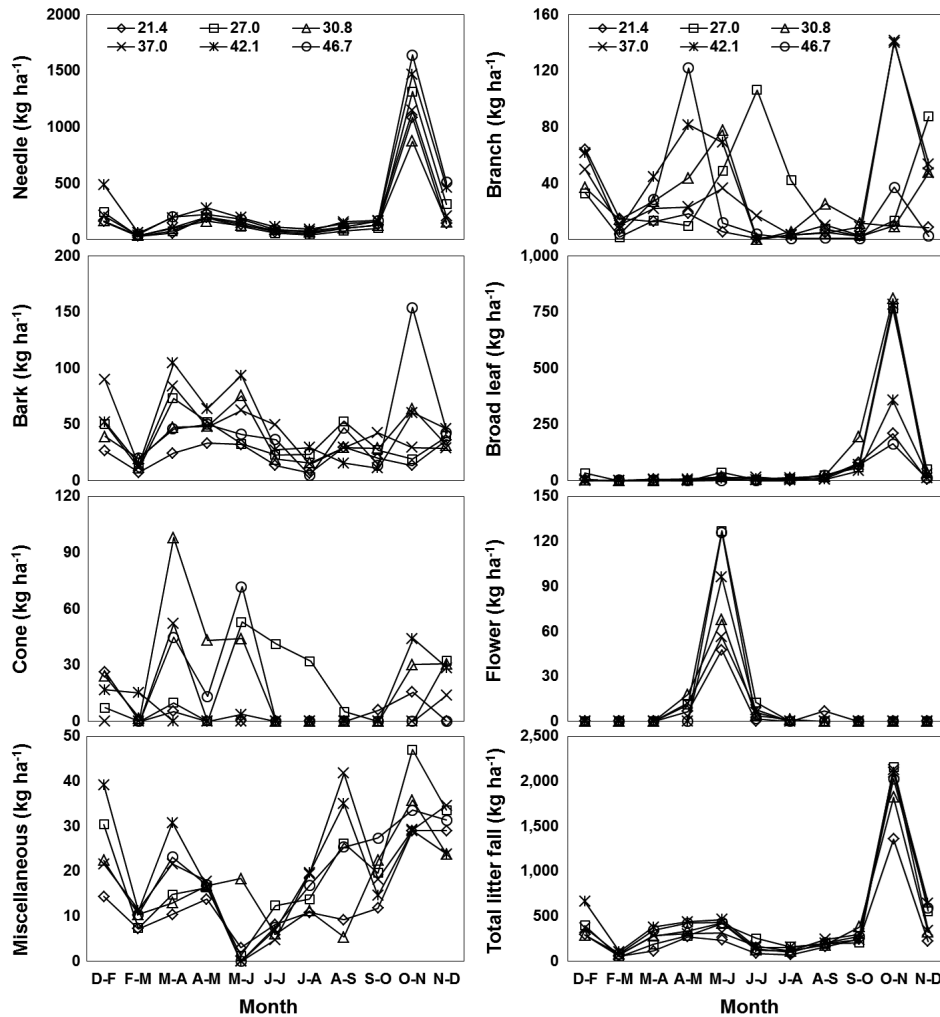 2000
1500
1000
500
0
Needle (kg ha-1)
21.4 27.0 30.8
37.0 42.1 46.7
160
120
80
40
0
Branch (kg ha-1)
21.4 27.0 30.8
37.0 42.1 46.7
200
150
100
50
0
Bark (kg ha-1)
1,000
750
500
250
0
Broad leaf (kg ha-1)
120
90
60
30
0
Cone (kg ha-1)
150
120
90
60
30
0
Flower (kg ha-1)
50
40
30
20
10
0
Miscellaneous (kg ha-1)
D-F F-M M-A A-M M-J J-J J-A A-S S-O O-N N-D
Month
2,500
2,000
1,500
1,000
500
0
Total litter fall (kg ha-1)
D-F F-M M-A A-M M-J J-J J-A A-S S-O O-N N-D
Month